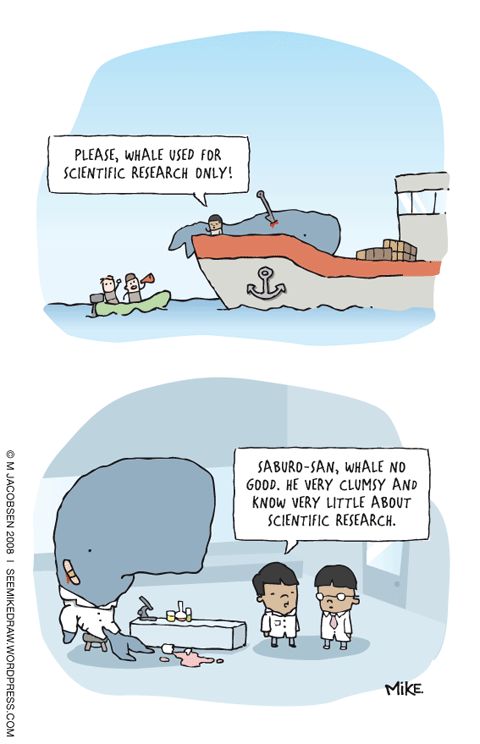 PLEASE, WHALE USED FOR
SCIENTIFIC RESEARCH ONLY!
SABURO-SAN, WHALE NO
GOOD. HE VERY CLUMSY AND
KNOW VERY LITTLE ABOUT
SCIENTIFIC RESEARCH.
MIKE
© M JACOBSEN 2008 | SEEMIKEDRAW.WORDPRESS.COM